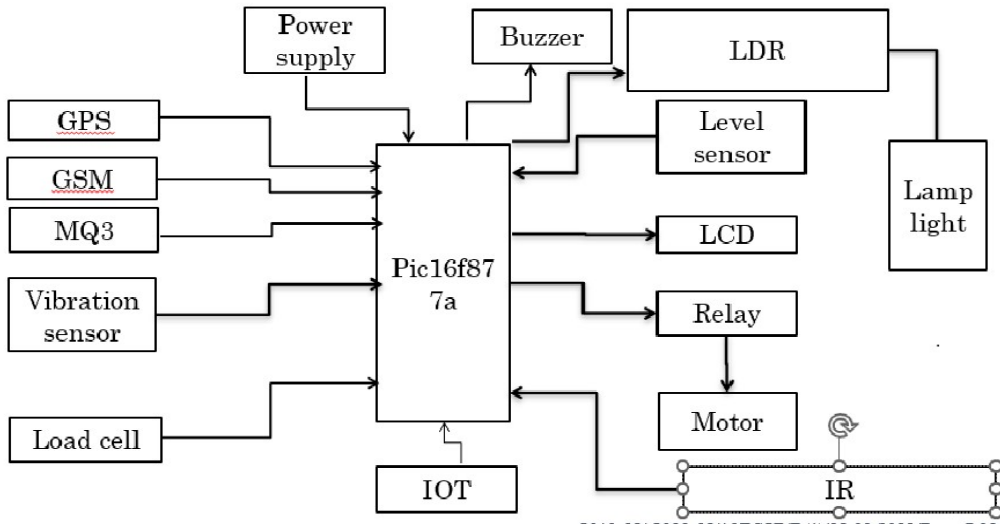 Power
supply
Buzzer
LDR
GPS
Level
sensor
GSM
Lamp
light
MQ3
LCD
Pic16f87
7a
Vibration
sensor
Relay
Motor
Load cell
IOT
IR